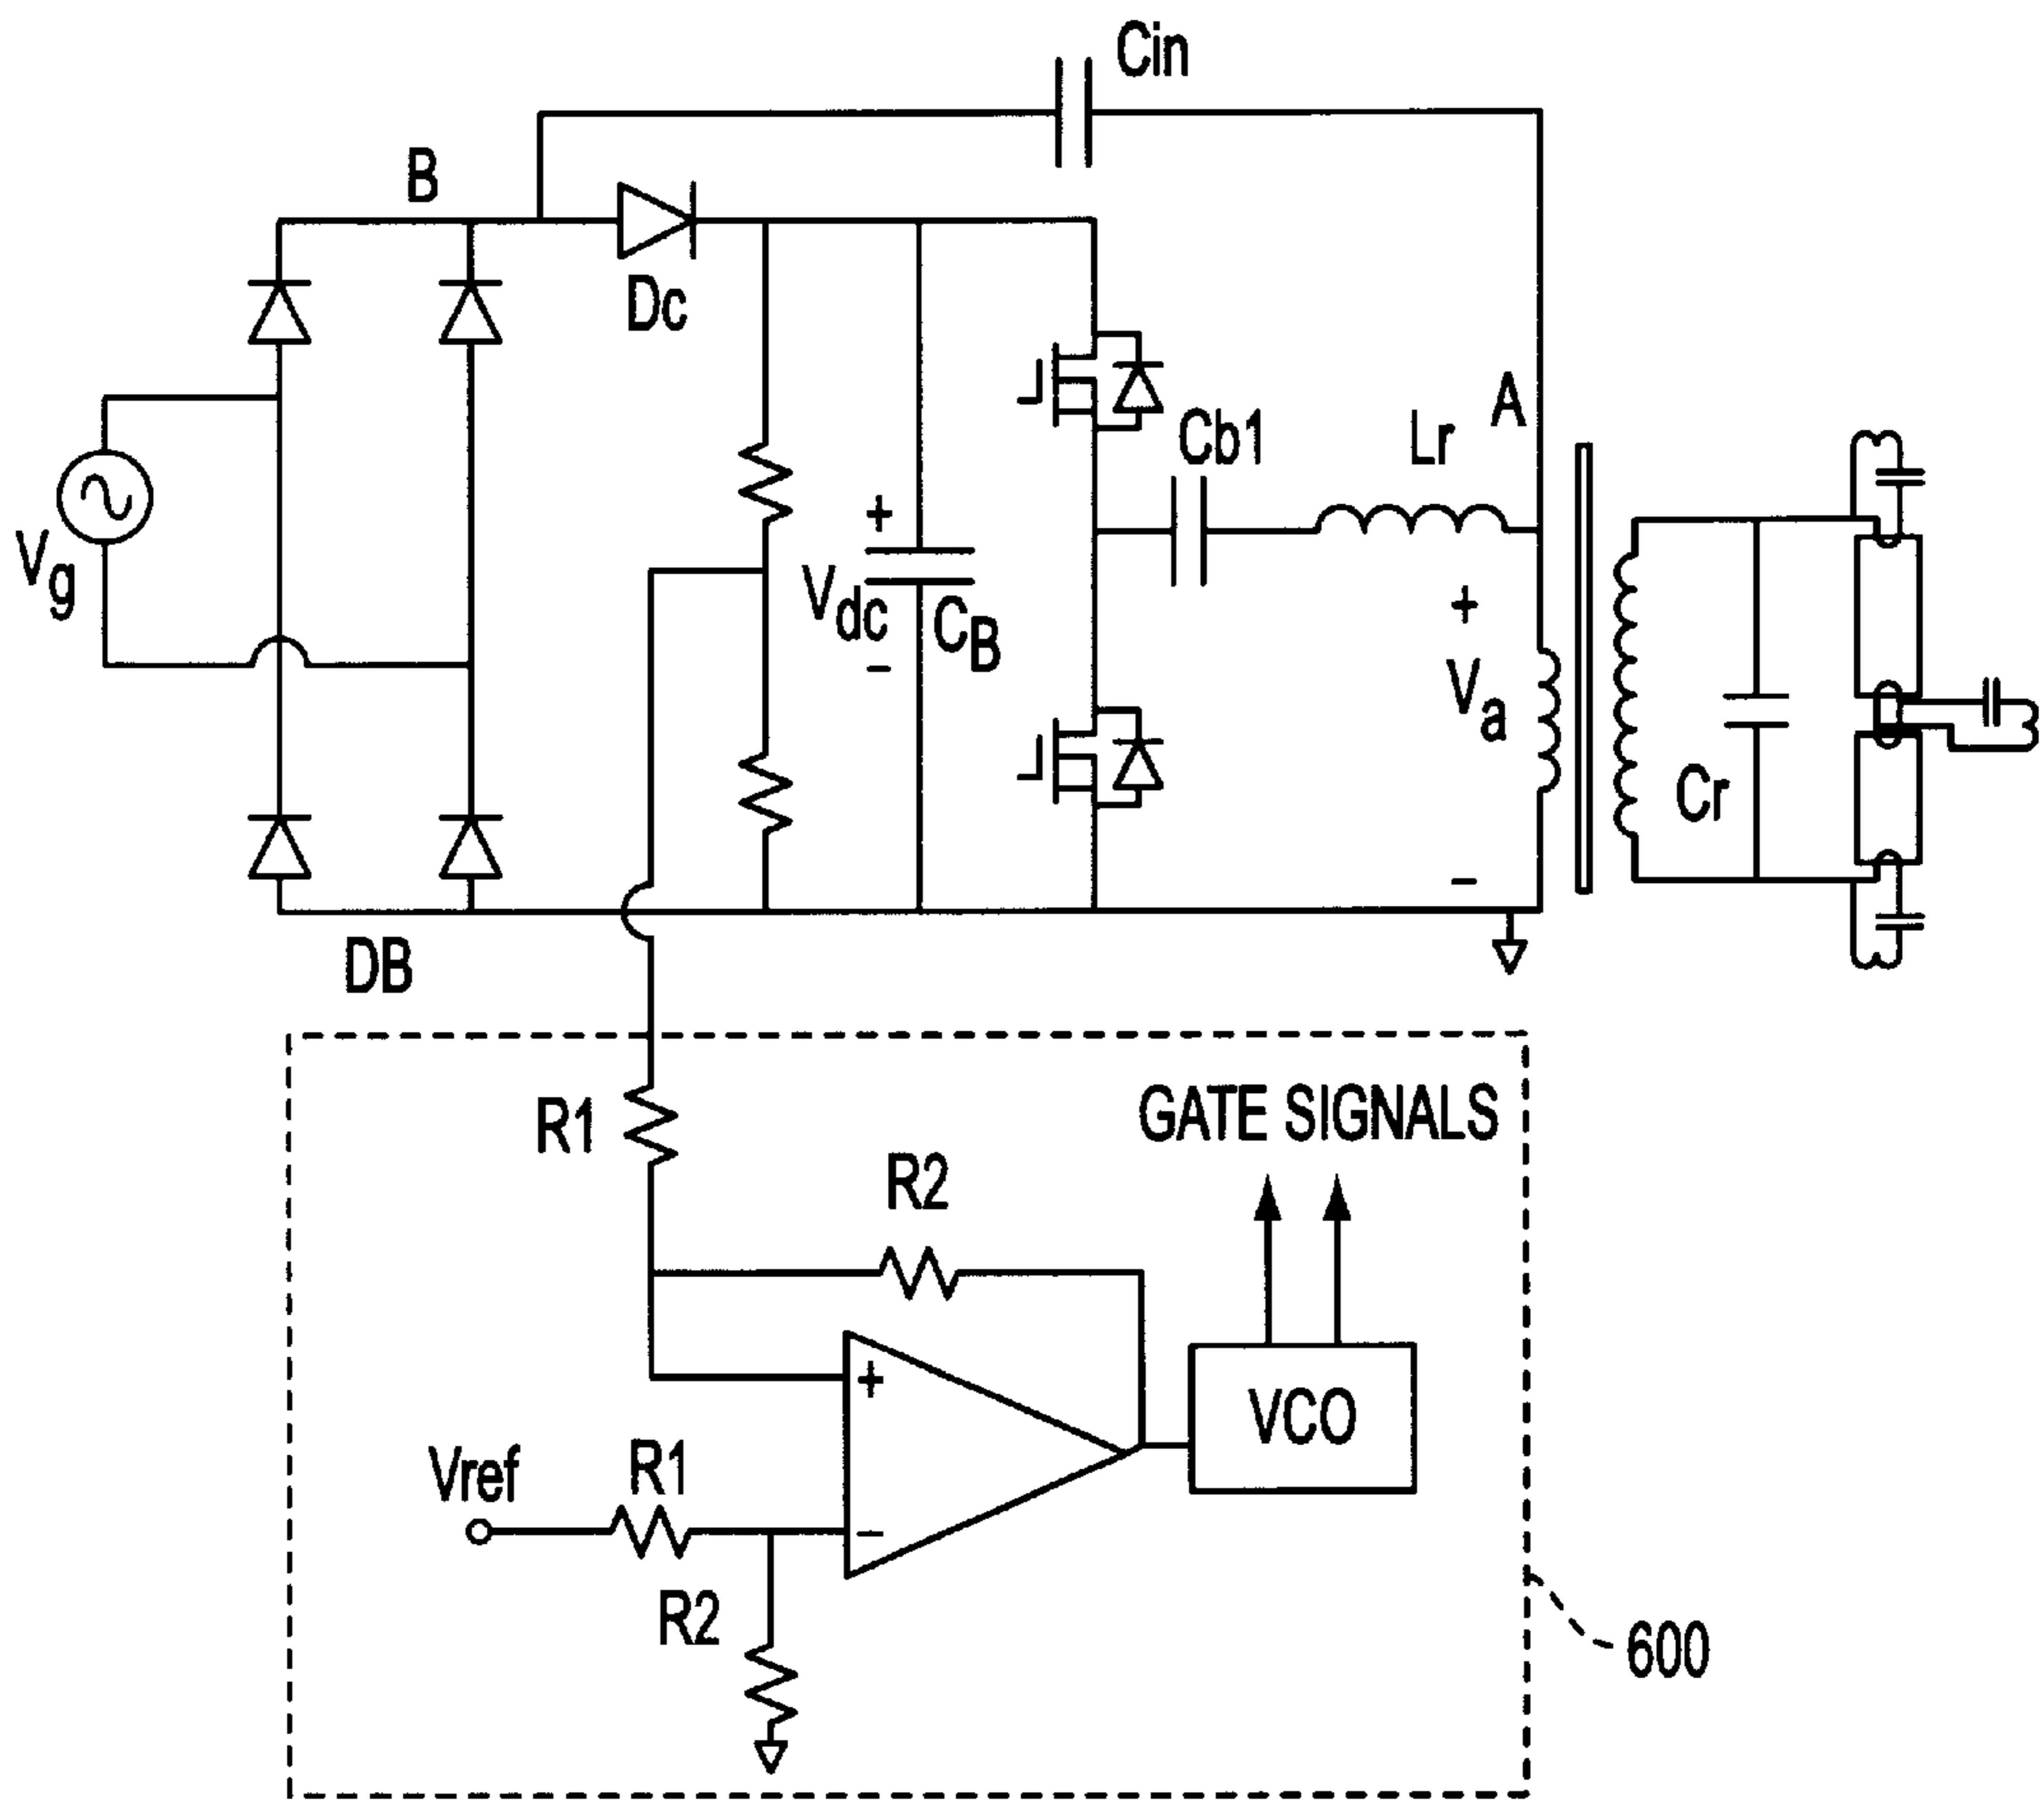 Cin
B
Dc
A
Cb1
Lr
Vg
+
Vdc
-
CB
+
Va
-
Cr
DB
R1
GATE SIGNALS
R2
+
VCO
Vref
R1
-
R2
600